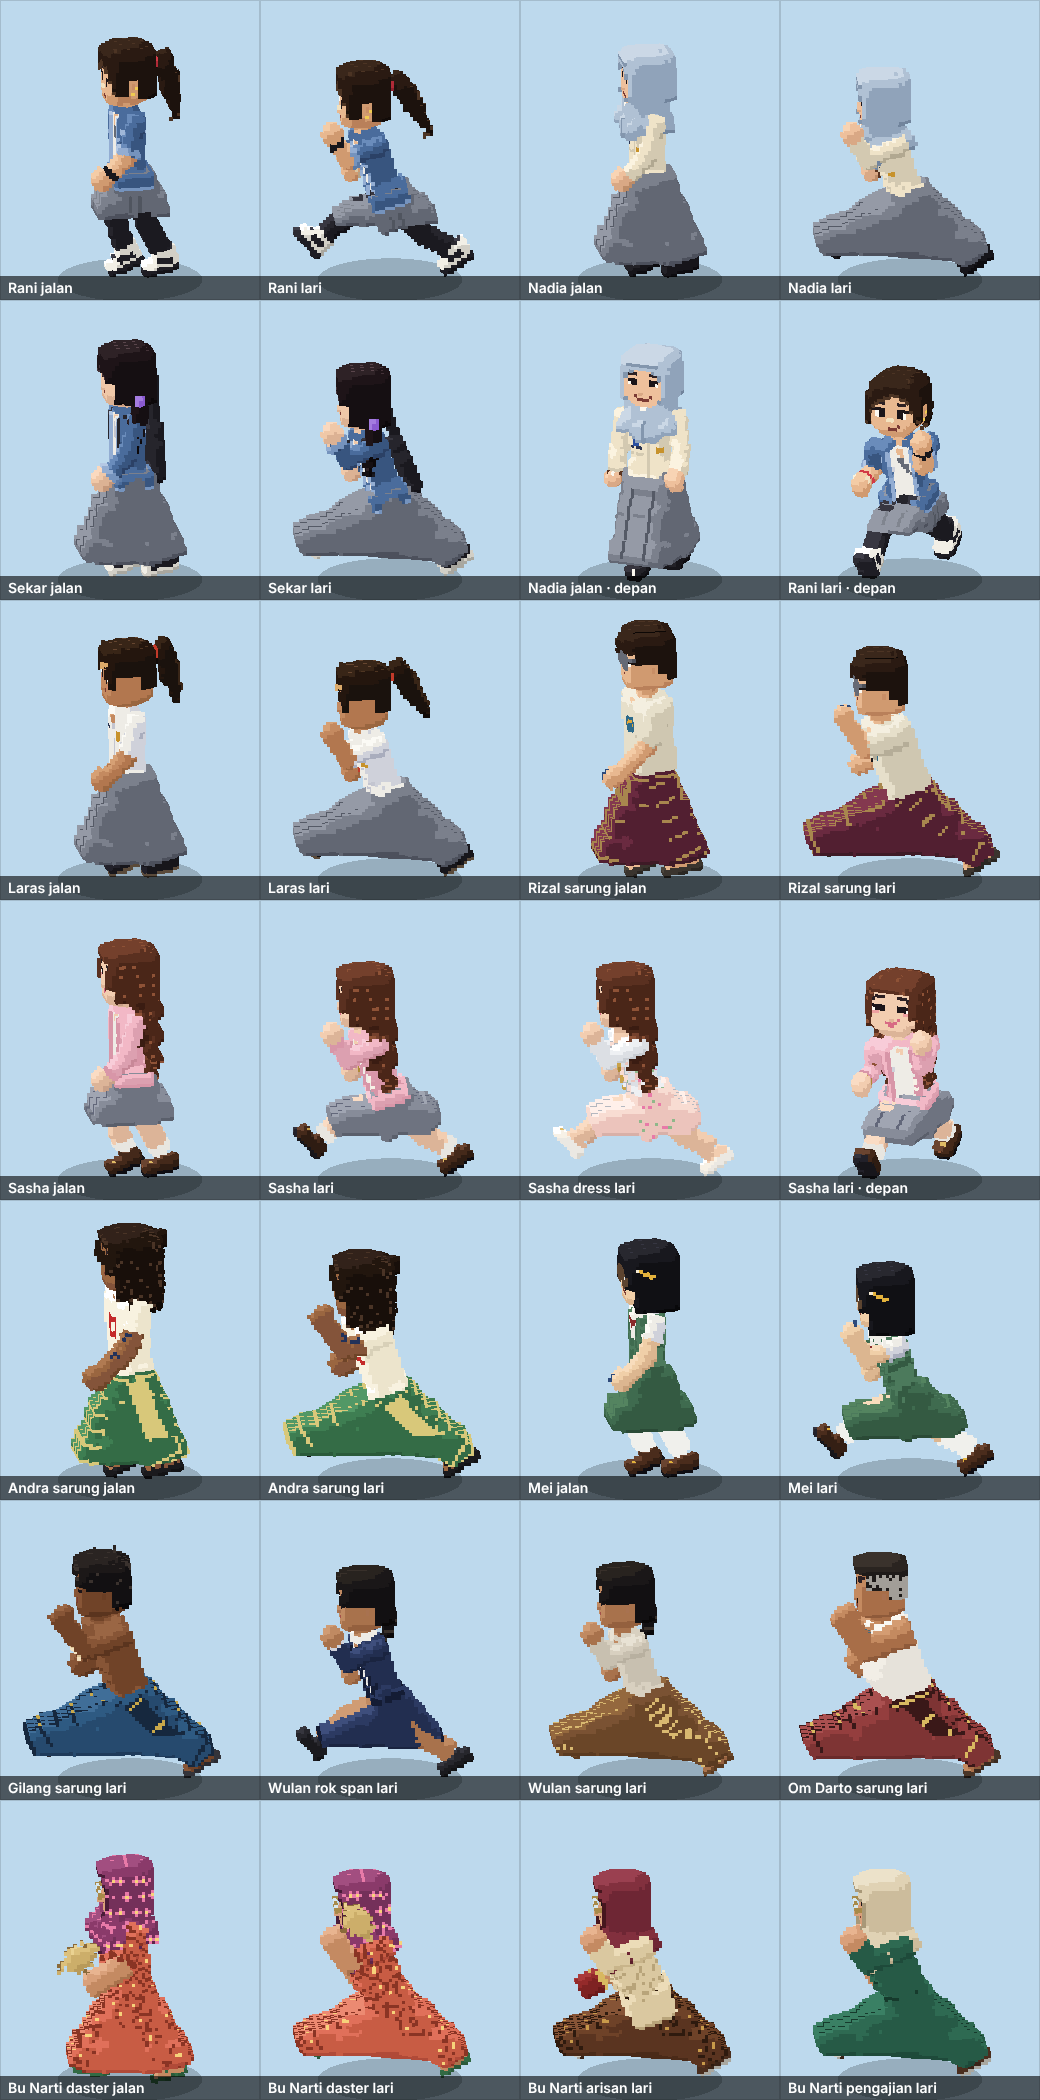 Rani jalan
Rani lari
Nadia jalan
Nadia lari
Sekar jalan
Sekar lari
Nadia jalan · depan
Rani lari · depan
Laras jalan
Laras lari
Rizal sarung jalan
Rizal sarung lari
Sasha jalan
Sasha lari
Sasha dress lari
Sasha lari · depan
Andra sarung jalan
Andra sarung lari
Mei jalan
Mei lari
Gilang sarung lari
Wulan rok span lari
Wulan sarung lari
Om Darto sarung lari
Bu Narti daster jalan
Bu Narti daster lari
Bu Narti arisan lari
Bu Narti pengajian lari